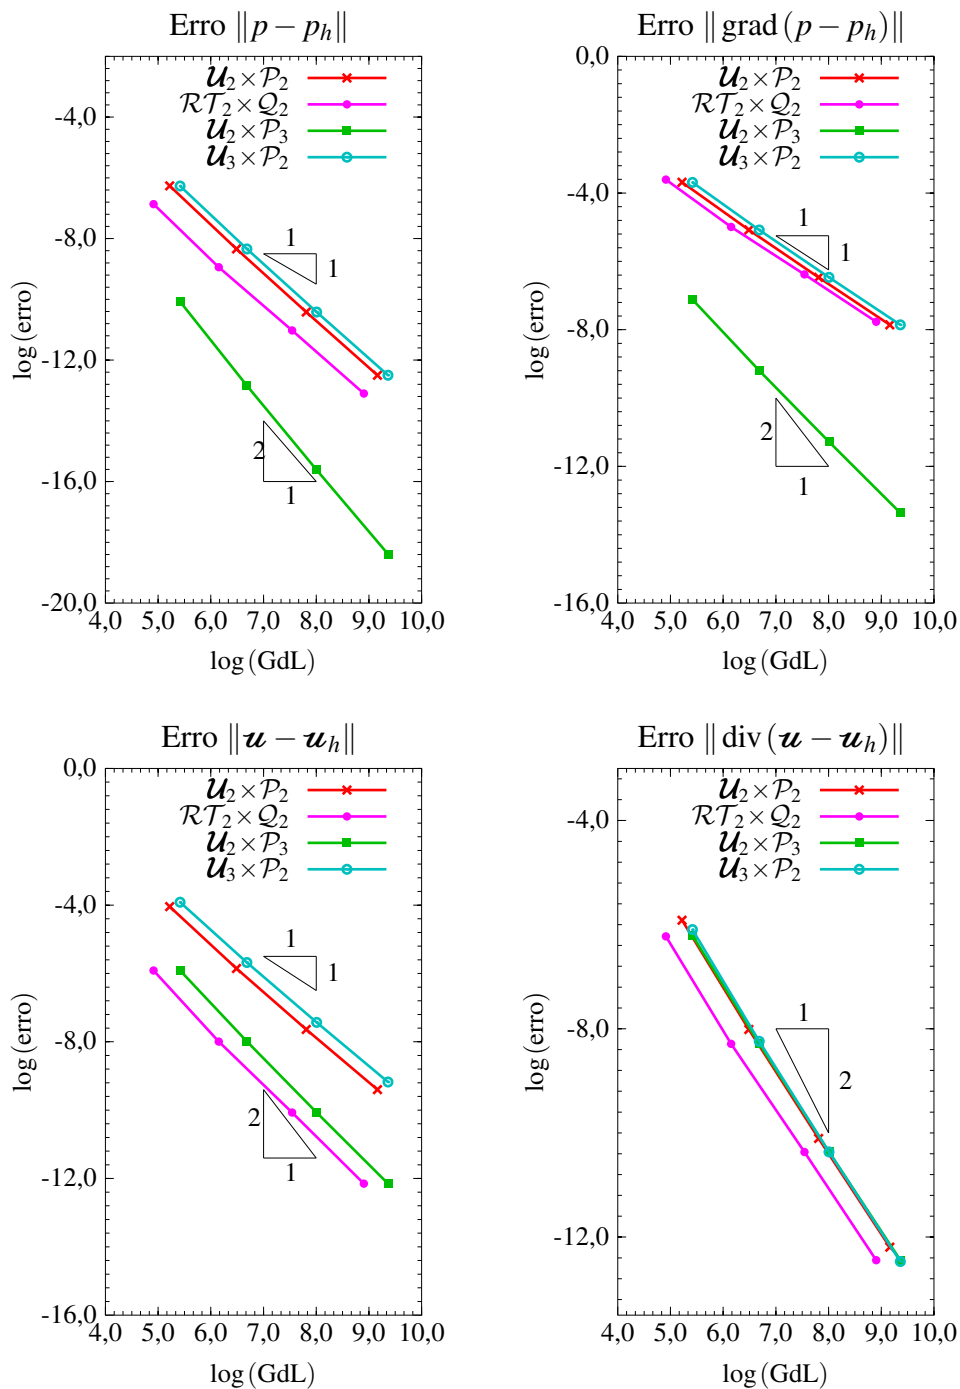 Erro ‖p − p_h‖
𝓤₂×𝒫₂
ℛ𝒯₂×𝒬₂
𝓤₂×𝒫₃
𝓤₃×𝒫₂
-4,0
-8,0
-12,0
-16,0
-20,0
1
1
2
1
log(erro)
4,0 5,0 6,0 7,0 8,0 9,0 10,0
log(GdL)
Erro ‖ grad (p − p_h)‖
𝓤₂×𝒫₂
ℛ𝒯₂×𝒬₂
𝓤₂×𝒫₃
𝓤₃×𝒫₂
0,0
-4,0
-8,0
-12,0
-16,0
1
1
2
1
log(erro)
4,0 5,0 6,0 7,0 8,0 9,0 10,0
log(GdL)
Erro ‖𝒖 − 𝒖_h‖
𝓤₂×𝒫₂
ℛ𝒯₂×𝒬₂
𝓤₂×𝒫₃
𝓤₃×𝒫₂
0,0
-4,0
-8,0
-12,0
-16,0
1
1
2
1
log(erro)
4,0 5,0 6,0 7,0 8,0 9,0 10,0
log(GdL)
Erro ‖ div (𝒖 − 𝒖_h)‖
𝓤₂×𝒫₂
ℛ𝒯₂×𝒬₂
𝓤₂×𝒫₃
𝓤₃×𝒫₂
-4,0
-8,0
-12,0
1
2
log(erro)
4,0 5,0 6,0 7,0 8,0 9,0 10,0
log(GdL)